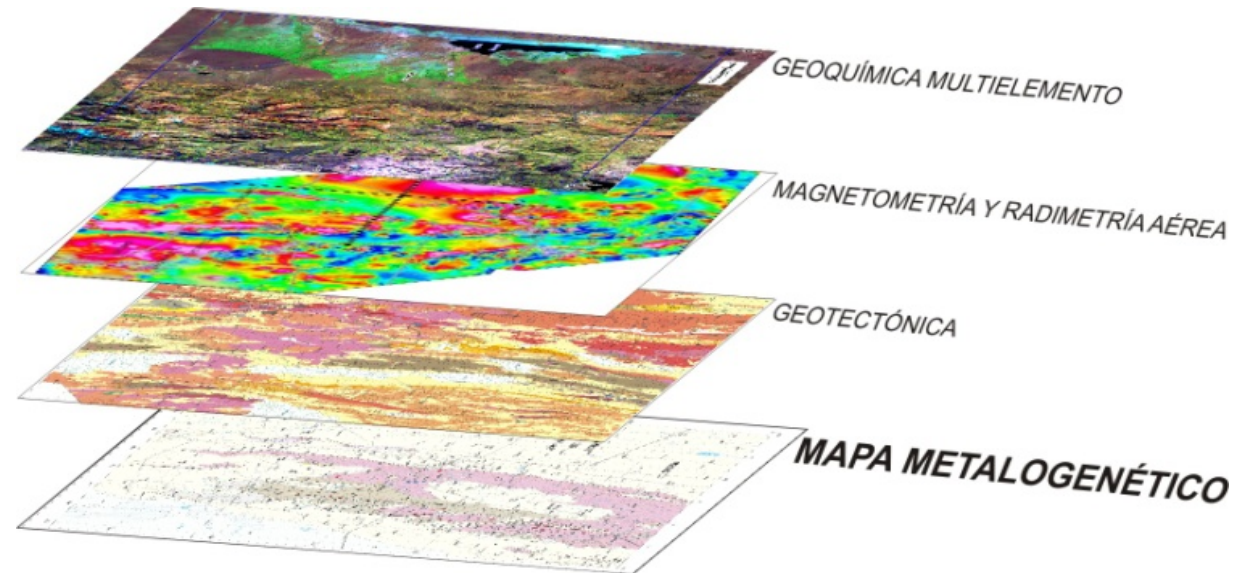 GEOQUÍMICA MULTIELEMENTO
MAGNETOMETRÍA Y RADIMETRÍA AÉREA
GEOTECTÓNICA
MAPA METALOGENÉTICO